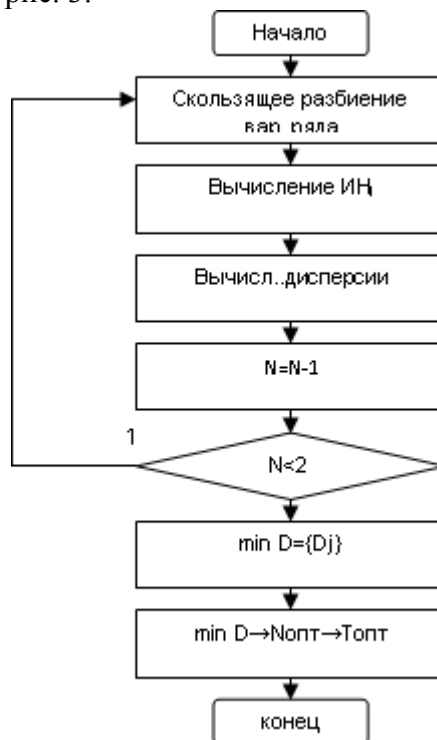 рис. 3.
Начало
Скользящее разбиение
вар. ряда
Вычисление ИН
Вычисл..дисперсии
N=N-1
1
N<2
min D={Dj}
min D→Nопт→Tопт
конец